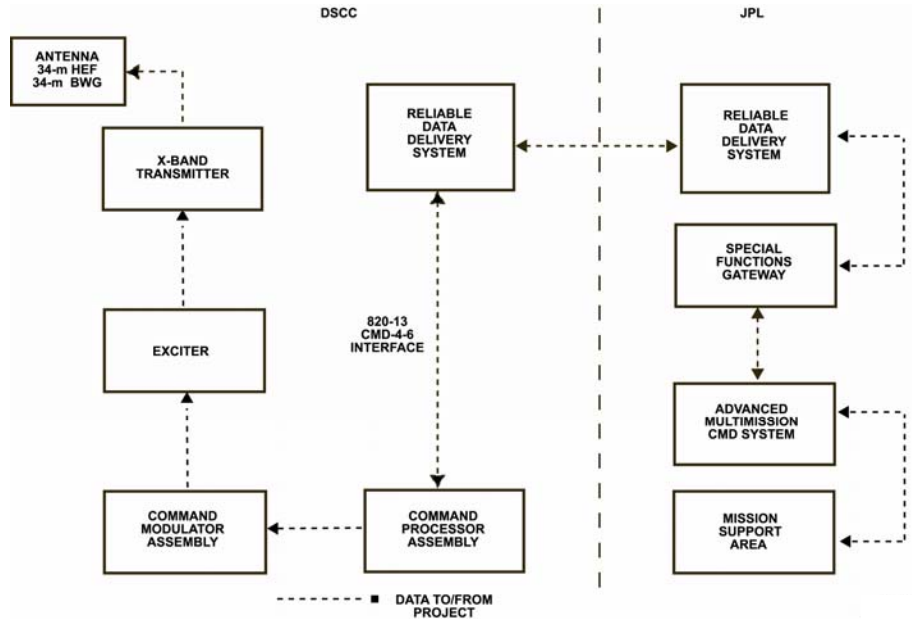 DSCC
JPL
ANTENNA
34-m HEF
34-m BWG
X-BAND
TRANSMITTER
EXCITER
COMMAND
MODULATOR
ASSEMBLY
RELIABLE
DATA
DELIVERY
SYSTEM
820-13
CMD-4-6
INTERFACE
COMMAND
PROCESSOR
ASSEMBLY
RELIABLE
DATA
DELIVERY
SYSTEM
SPECIAL
FUNCTIONS
GATEWAY
ADVANCED
MULTIMISSION
CMD SYSTEM
MISSION
SUPPORT
AREA
DATA TO/FROM
PROJECT